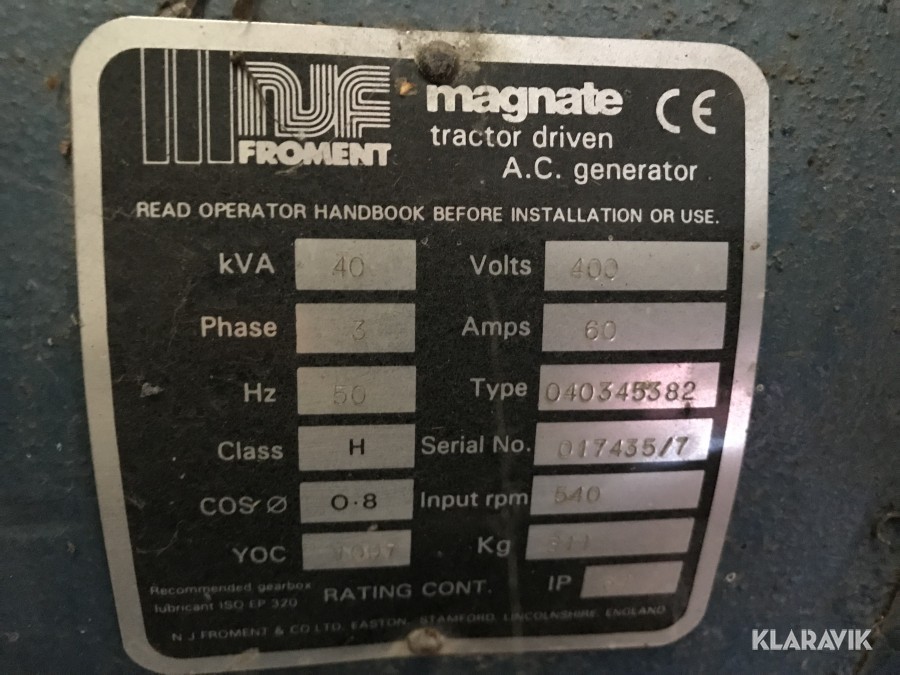 NF FROMENT
magnate
tractor driven
A.C. generator
CE
READ OPERATOR HANDBOOK BEFORE INSTALLATION OR USE.
kVA 40 Volts 400
Phase 3 Amps 60
Hz 50 Type 040345382
Class H Serial No. 017435/7
COS Ø 0·8 Input rpm 540
YOC Kg
Recommended gearbox
lubricant ISO EP 320
RATING CONT. IP
N J FROMENT & CO LTD. EASTON, STAMFORD, LINCOLNSHIRE, ENGLAND
KLARAVIK